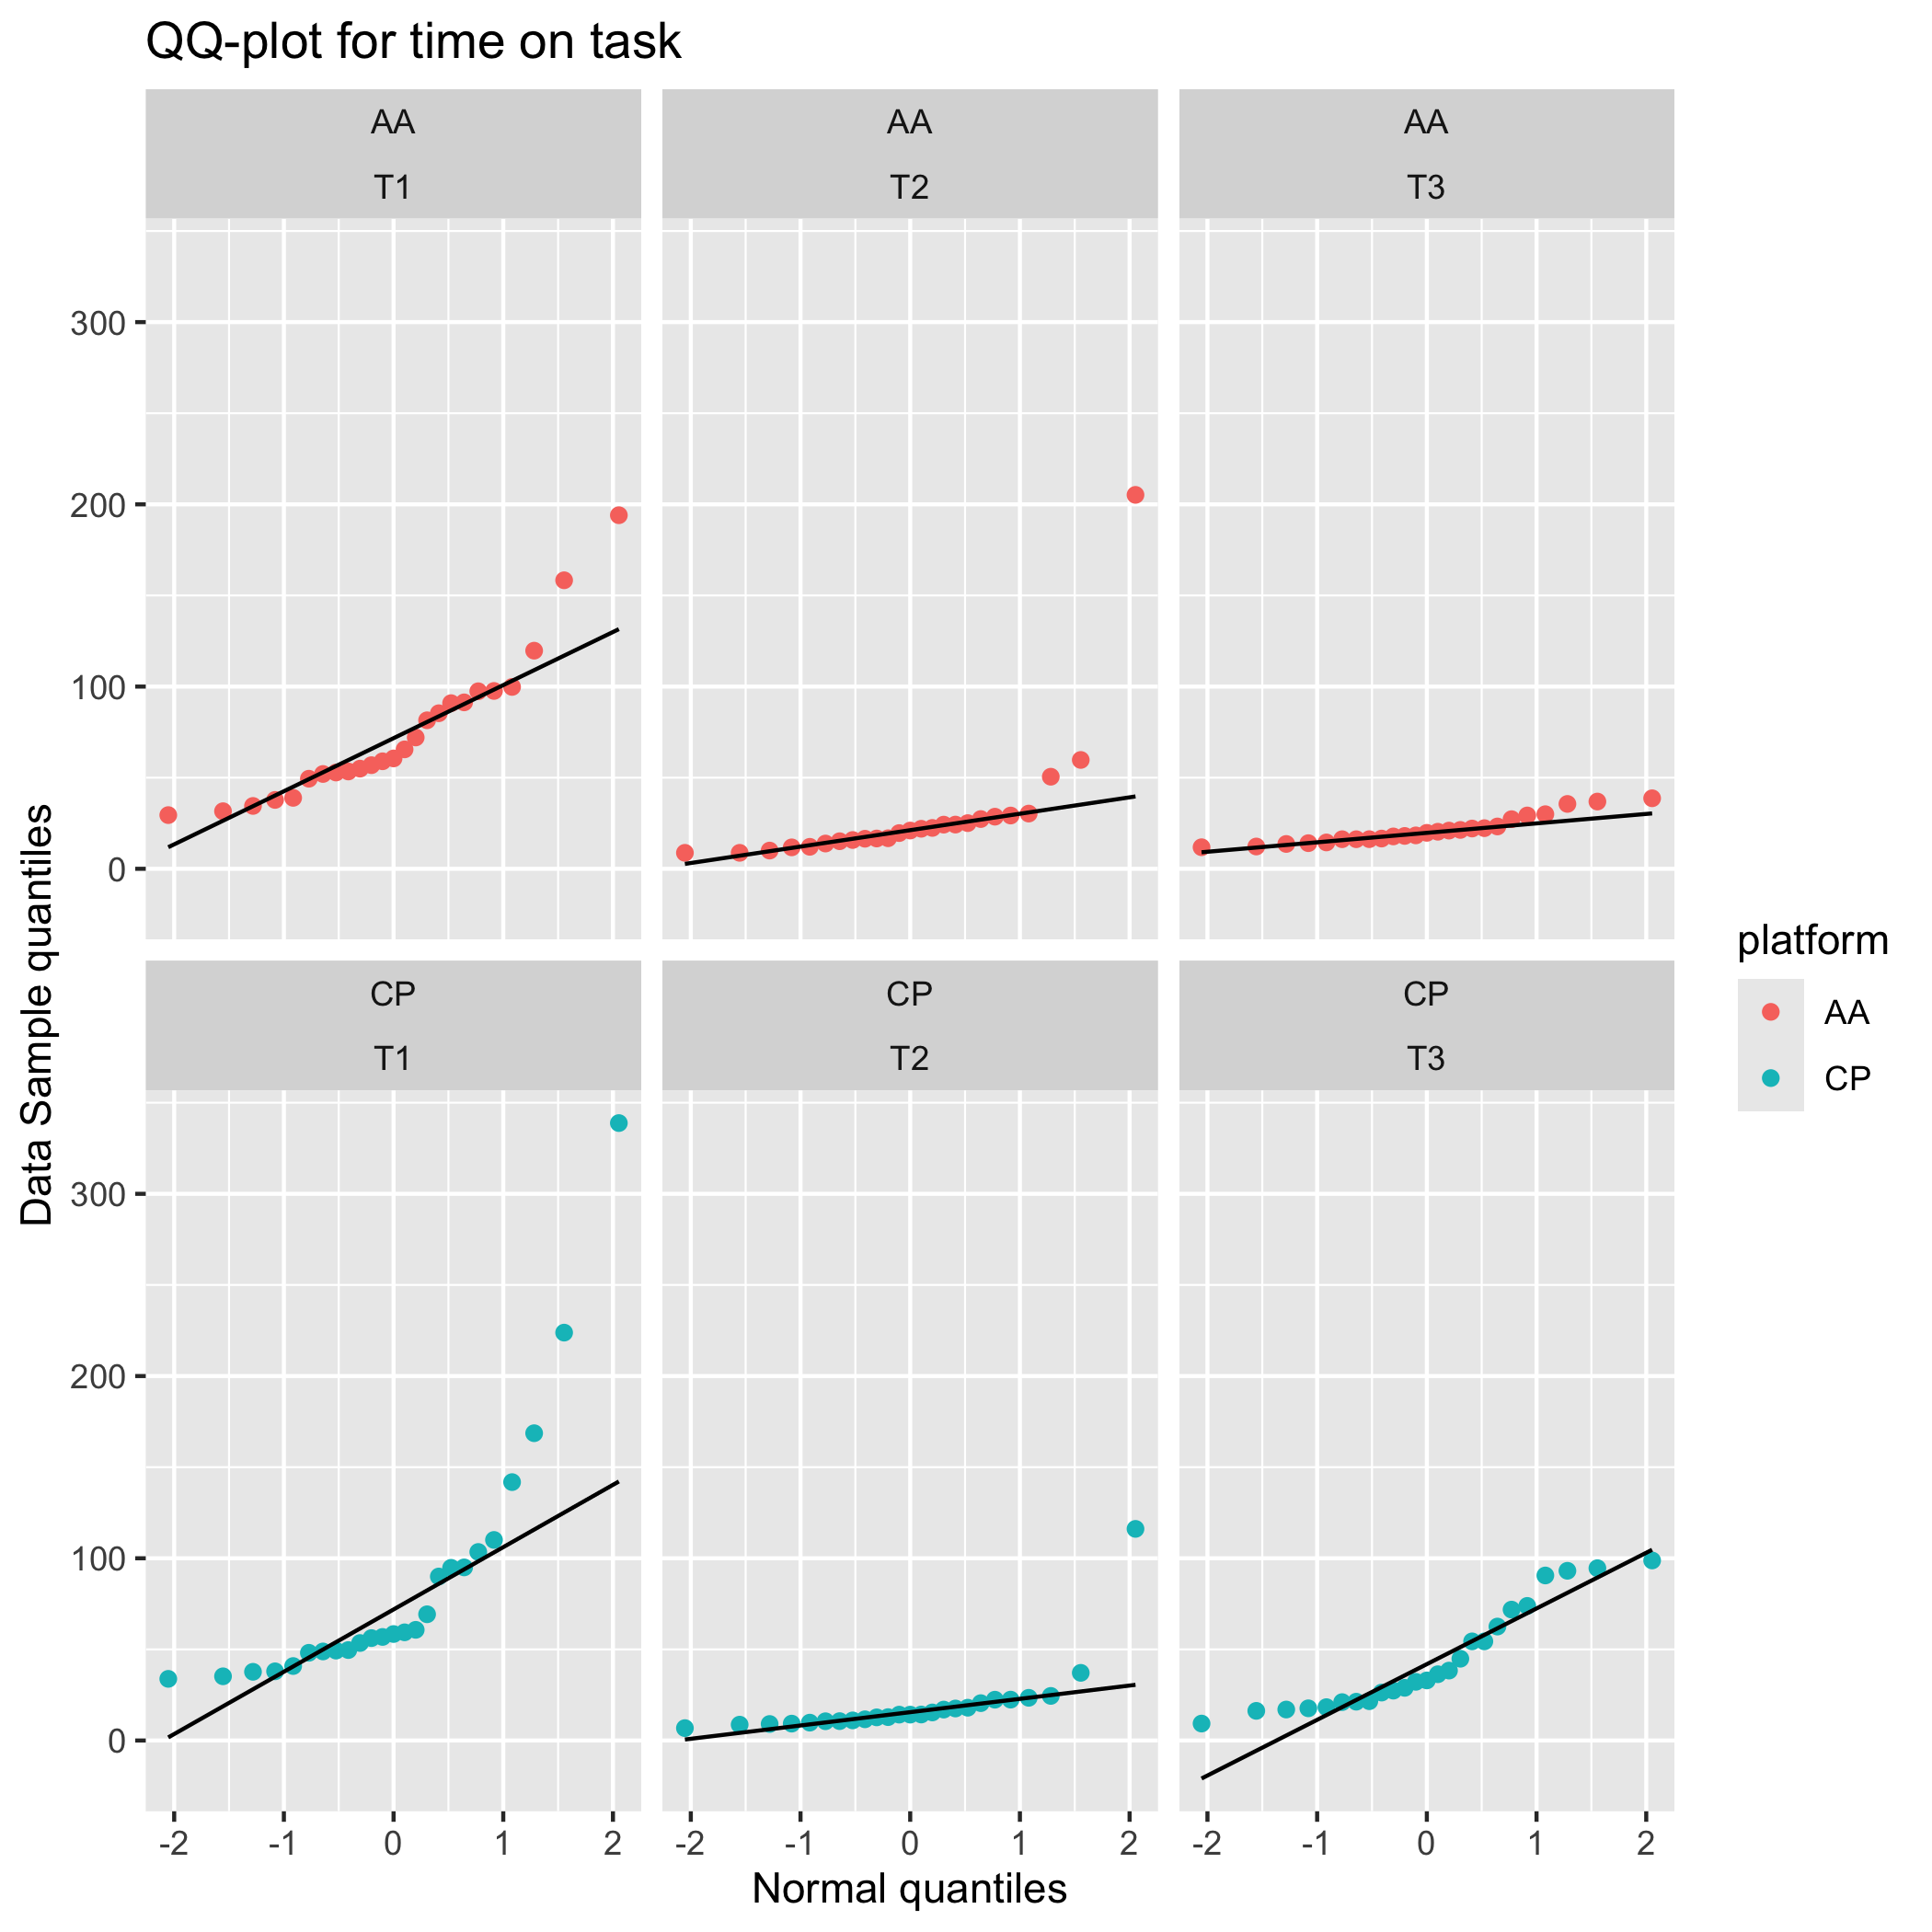 QQ-plot for time on task
AA
T1
AA
T2
AA
T3
300
200
100
0
CP
T1
CP
T2
CP
T3
300
200
100
0
-2 -1 0 1 2
-2 -1 0 1 2
-2 -1 0 1 2
Normal quantiles
Data Sample quantiles
platform
AA
CP